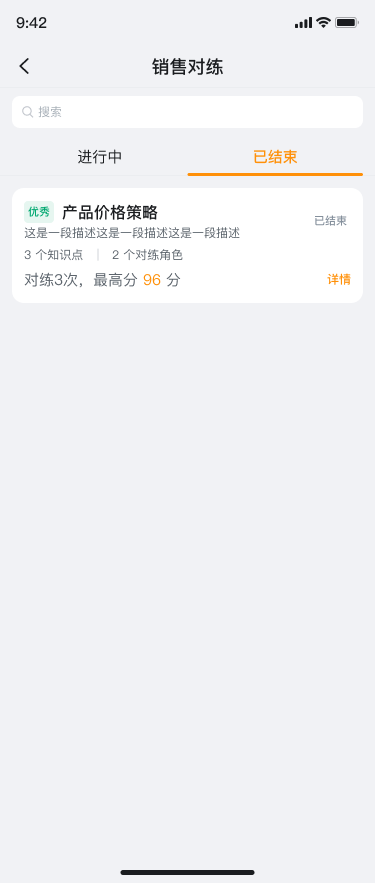 9:42
销售对练
搜索
进行中 已结束
优秀 产品价格策略
已结束
这是一段描述这是一段描述这是一段描述
3 个知识点 | 2 个对练角色
对练3次，最高分 96 分 详情